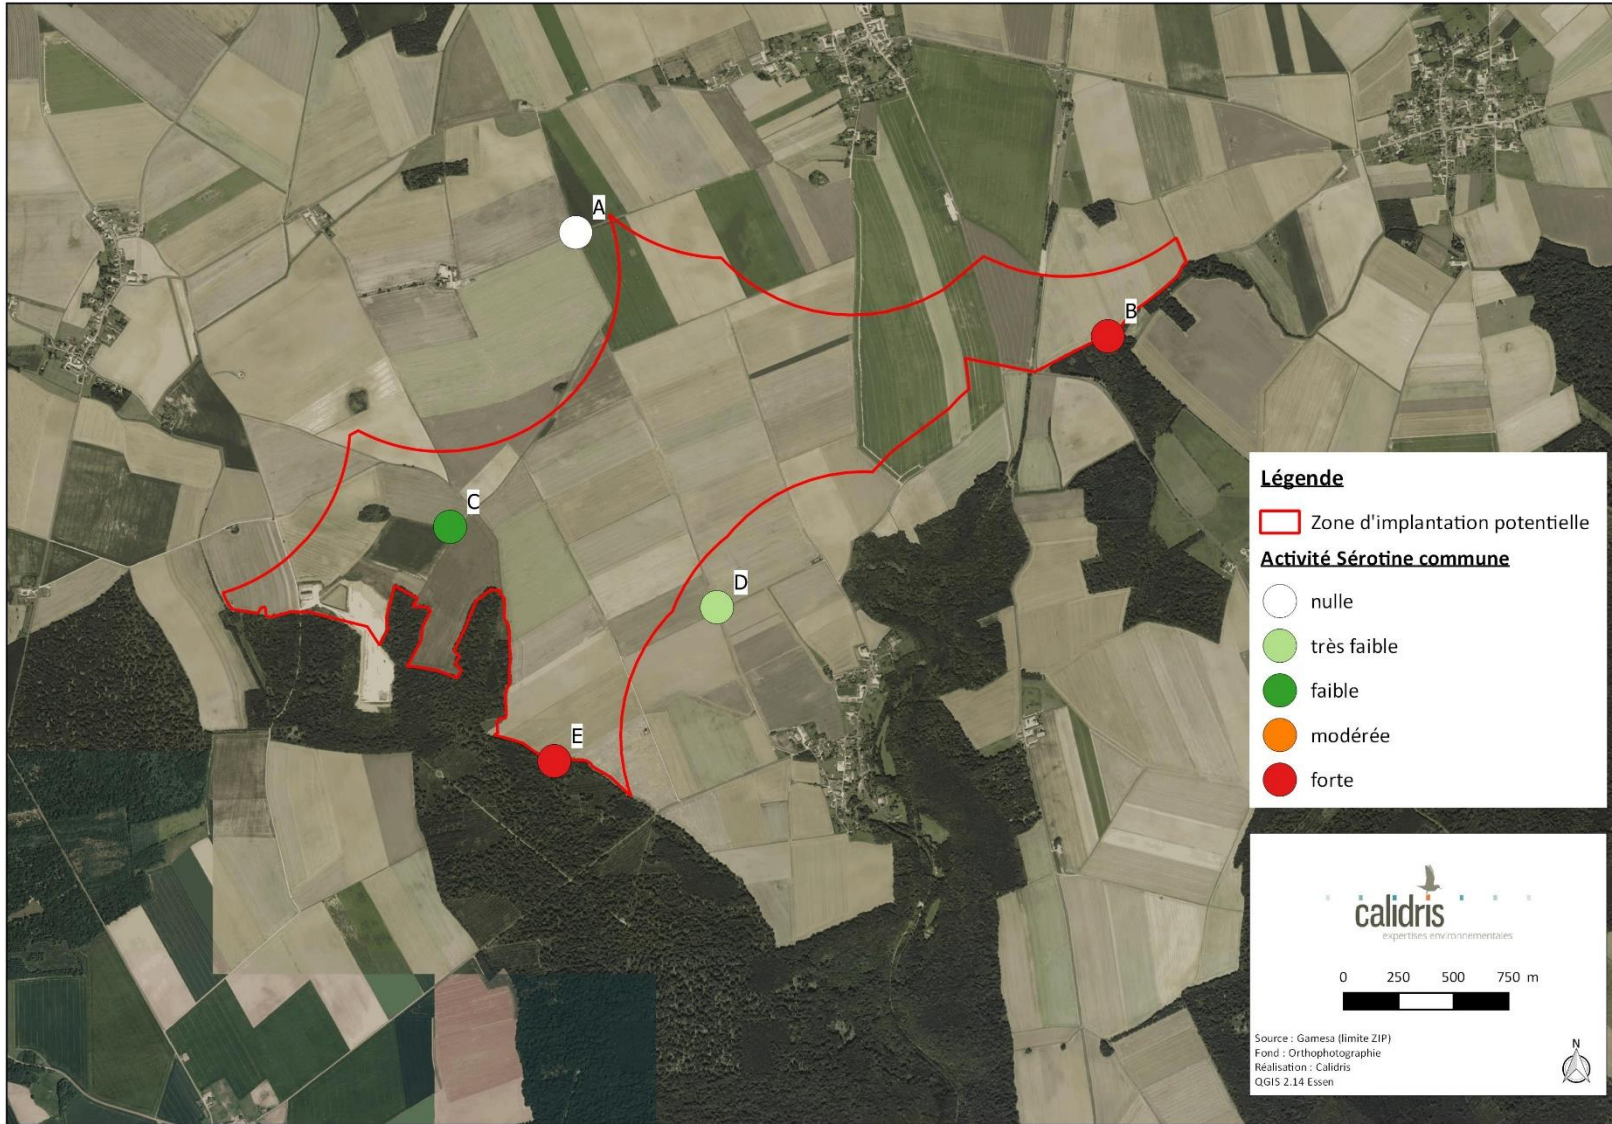 A
B
C
D
E
Légende
Zone d'implantation potentielle
Activité Sérotine commune
nulle
très faible
faible
modérée
forte
calidris
expertises environnementales
0 250 500 750 m
Source : Gamesa (limite ZIP)
Fond : Orthophotographie
Réalisation : Calidris
QGIS 2.14 Essen
N